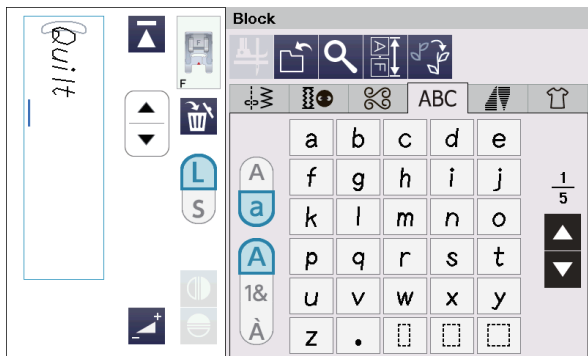 Block
Quilt
F
F
A
F
ABC
L
S
A
a
A
1&
À
a b c d e
f g h i j
k l m n o
p q r s t
u v w x y
z .
1
5
+
-